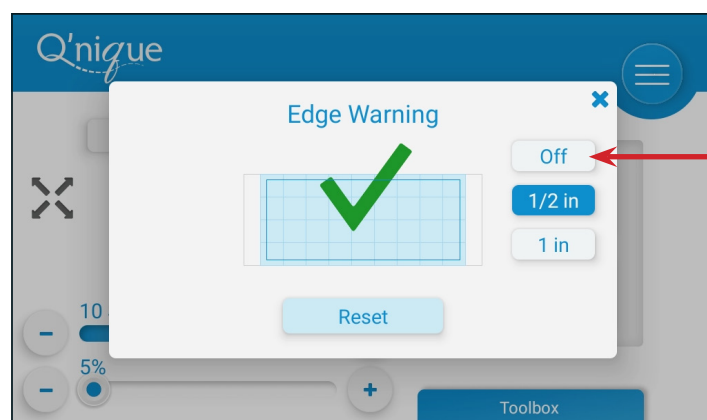 Q'nique
Edge Warning
Off
1/2 in
1 in
Reset
10
5%
Toolbox